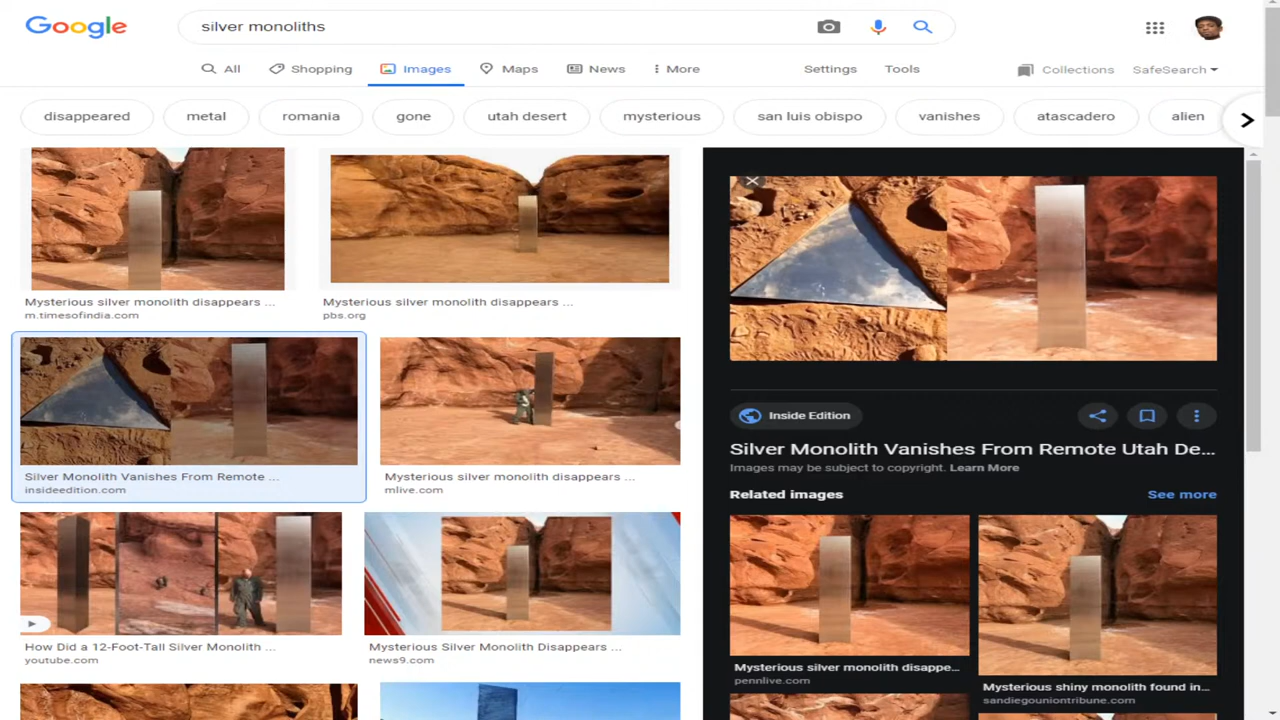 Google
silver monoliths
All
Shopping
Images
Maps
News
More
Settings
Tools
Collections
SafeSearch
disappeared
metal
romania
gone
utah desert
mysterious
san luis obispo
vanishes
atascadero
alien
Mysterious silver monolith disappears ...
m.timesofindia.com
Mysterious silver monolith disappears ...
pbs.org
Silver Monolith Vanishes From Remote ...
insideedition.com
Mysterious silver monolith disappears ...
mlive.com
How Did a 12-Foot-Tall Silver Monolith ...
youtube.com
Mysterious Silver Monolith Disappears ...
news9.com
Inside Edition
Silver Monolith Vanishes From Remote Utah De...
Images may be subject to copyright. Learn More
Related images
See more
Mysterious silver monolith disappe...
pennlive.com
Mysterious shiny monolith found in...
sandiegouniontribune.com